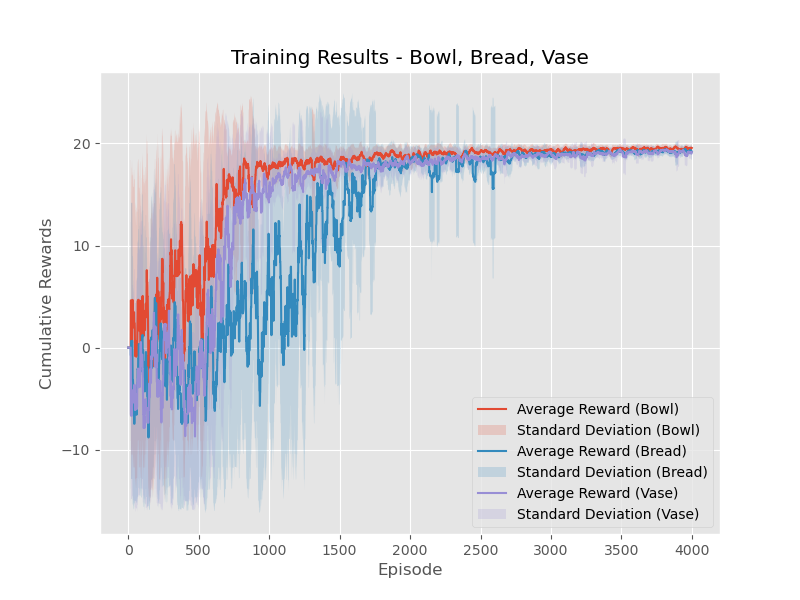 Training Results - Bowl, Bread, Vase
Cumulative Rewards
20
10
0
−10
Average Reward (Bowl)
Standard Deviation (Bowl)
Average Reward (Bread)
Standard Deviation (Bread)
Average Reward (Vase)
Standard Deviation (Vase)
0 500 1000 1500 2000 2500 3000 3500 4000
Episode